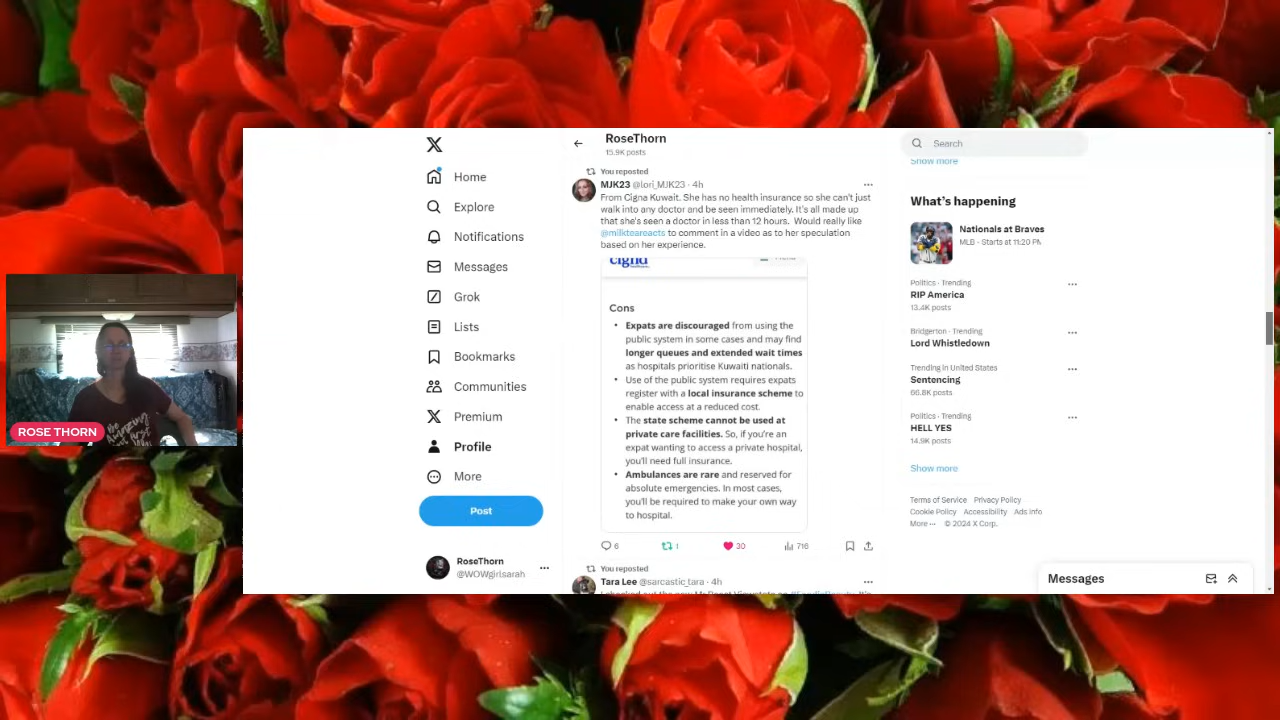 RoseThorn
15.9K posts
Search
Show more
Home
Explore
Notifications
Messages
Grok
Lists
Bookmarks
Communities
Premium
Profile
More
Post
RoseThorn
@WOWgirlsarah
You reposted
MJK23 @lori_MJK23 · 4h
From Cigna Kuwait. She has no health insurance so she can't just
walk into any doctor and be seen immediately. It's all made up
that she's seen a doctor in less than 12 hours. Would really like
@milkteareacts to comment in a video as to her speculation
based on her experience.
cigna
Menu
Cons
• Expats are discouraged from using the
public system in some cases and may find
longer queues and extended wait times
as hospitals prioritise Kuwaiti nationals.
• Use of the public system requires expats
register with a local insurance scheme to
enable access at a reduced cost.
• The state scheme cannot be used at
private care facilities. So, if you're an
expat wanting to access a private hospital,
you'll need full insurance.
• Ambulances are rare and reserved for
absolute emergencies. In most cases,
you'll be required to make your own way
to hospital.
6
1
30
716
You reposted
Tara Lee @sarcastic_tara · 4h
What's happening
Nationals at Braves
MLB · Starts at 11:20 PM
Politics · Trending
RIP America
13.4K posts
Bridgerton · Trending
Lord Whistledown
Trending in United States
Sentencing
66.8K posts
Politics · Trending
HELL YES
14.9K posts
Show more
Terms of Service Privacy Policy
Cookie Policy Accessibility Ads info
More ··· © 2024 X Corp.
Messages
ROSE THORN